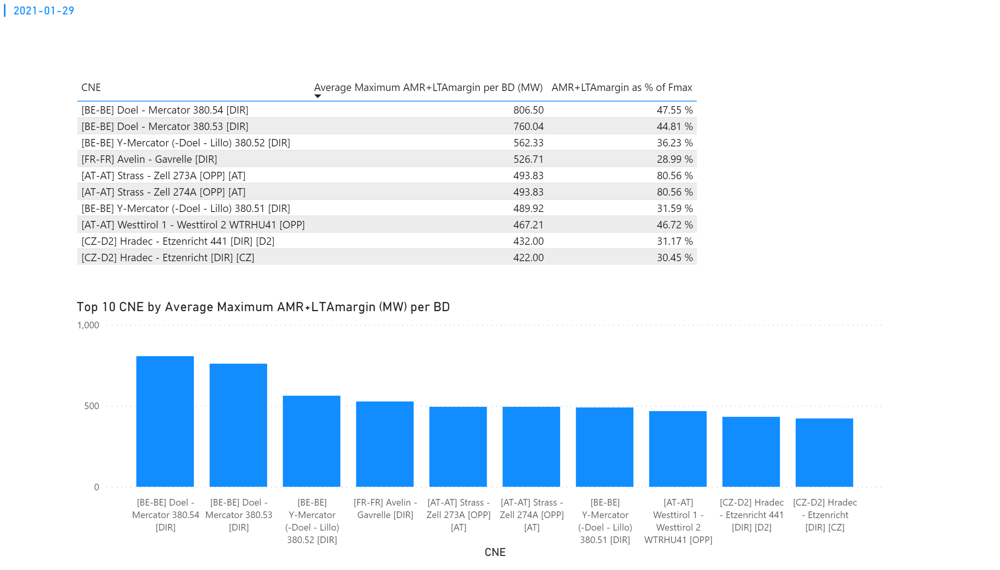 2021-01-29
CNE Average Maximum AMR+LTAmargin per BD (MW) AMR+LTAmargin as % of Fmax
[BE-BE] Doel - Mercator 380.54 [DIR] 806.50 47.55 %
[BE-BE] Doel - Mercator 380.53 [DIR] 760.04 44.81 %
[BE-BE] Y-Mercator (-Doel - Lillo) 380.52 [DIR] 562.33 36.23 %
[FR-FR] Avelin - Gavrelle [DIR] 526.71 28.99 %
[AT-AT] Strass - Zell 273A [OPP] [AT] 493.83 80.56 %
[AT-AT] Strass - Zell 274A [OPP] [AT] 493.83 80.56 %
[BE-BE] Y-Mercator (-Doel - Lillo) 380.51 [DIR] 489.92 31.59 %
[AT-AT] Westtirol 1 - Westtirol 2 WTRHU41 [OPP] 467.21 46.72 %
[CZ-D2] Hradec - Etzenricht 441 [DIR] [D2] 432.00 31.17 %
[CZ-D2] Hradec - Etzenricht [DIR] [CZ] 422.00 30.45 %
Top 10 CNE by Average Maximum AMR+LTAmargin (MW) per BD
1,000
500
0
[BE-BE] Doel -
Mercator 380.54
[DIR]
[BE-BE] Doel -
Mercator 380.53
[DIR]
[BE-BE]
Y-Mercator
(-Doel - Lillo)
380.52 [DIR]
[FR-FR] Avelin -
Gavrelle [DIR]
[AT-AT] Strass -
Zell 273A [OPP]
[AT]
[AT-AT] Strass -
Zell 274A [OPP]
[AT]
[BE-BE]
Y-Mercator
(-Doel - Lillo)
380.51 [DIR]
[AT-AT]
Westtirol 1 -
Westtirol 2
WTRHU41 [OPP]
[CZ-D2] Hradec
- Etzenricht 441
[DIR] [D2]
[CZ-D2] Hradec
- Etzenricht
[DIR] [CZ]
CNE